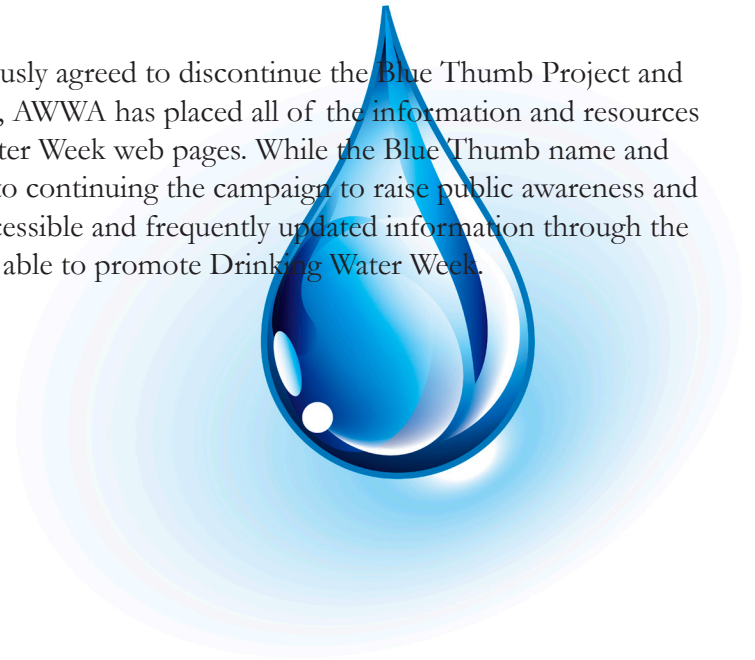 usly agreed to discontinue the Blue Thumb Project and
, AWWA has placed all of the information and resources
ter Week web pages. While the Blue Thumb name and
to continuing the campaign to raise public awareness and
cessible and frequently updated information through the
able to promote Drinking Water Week.